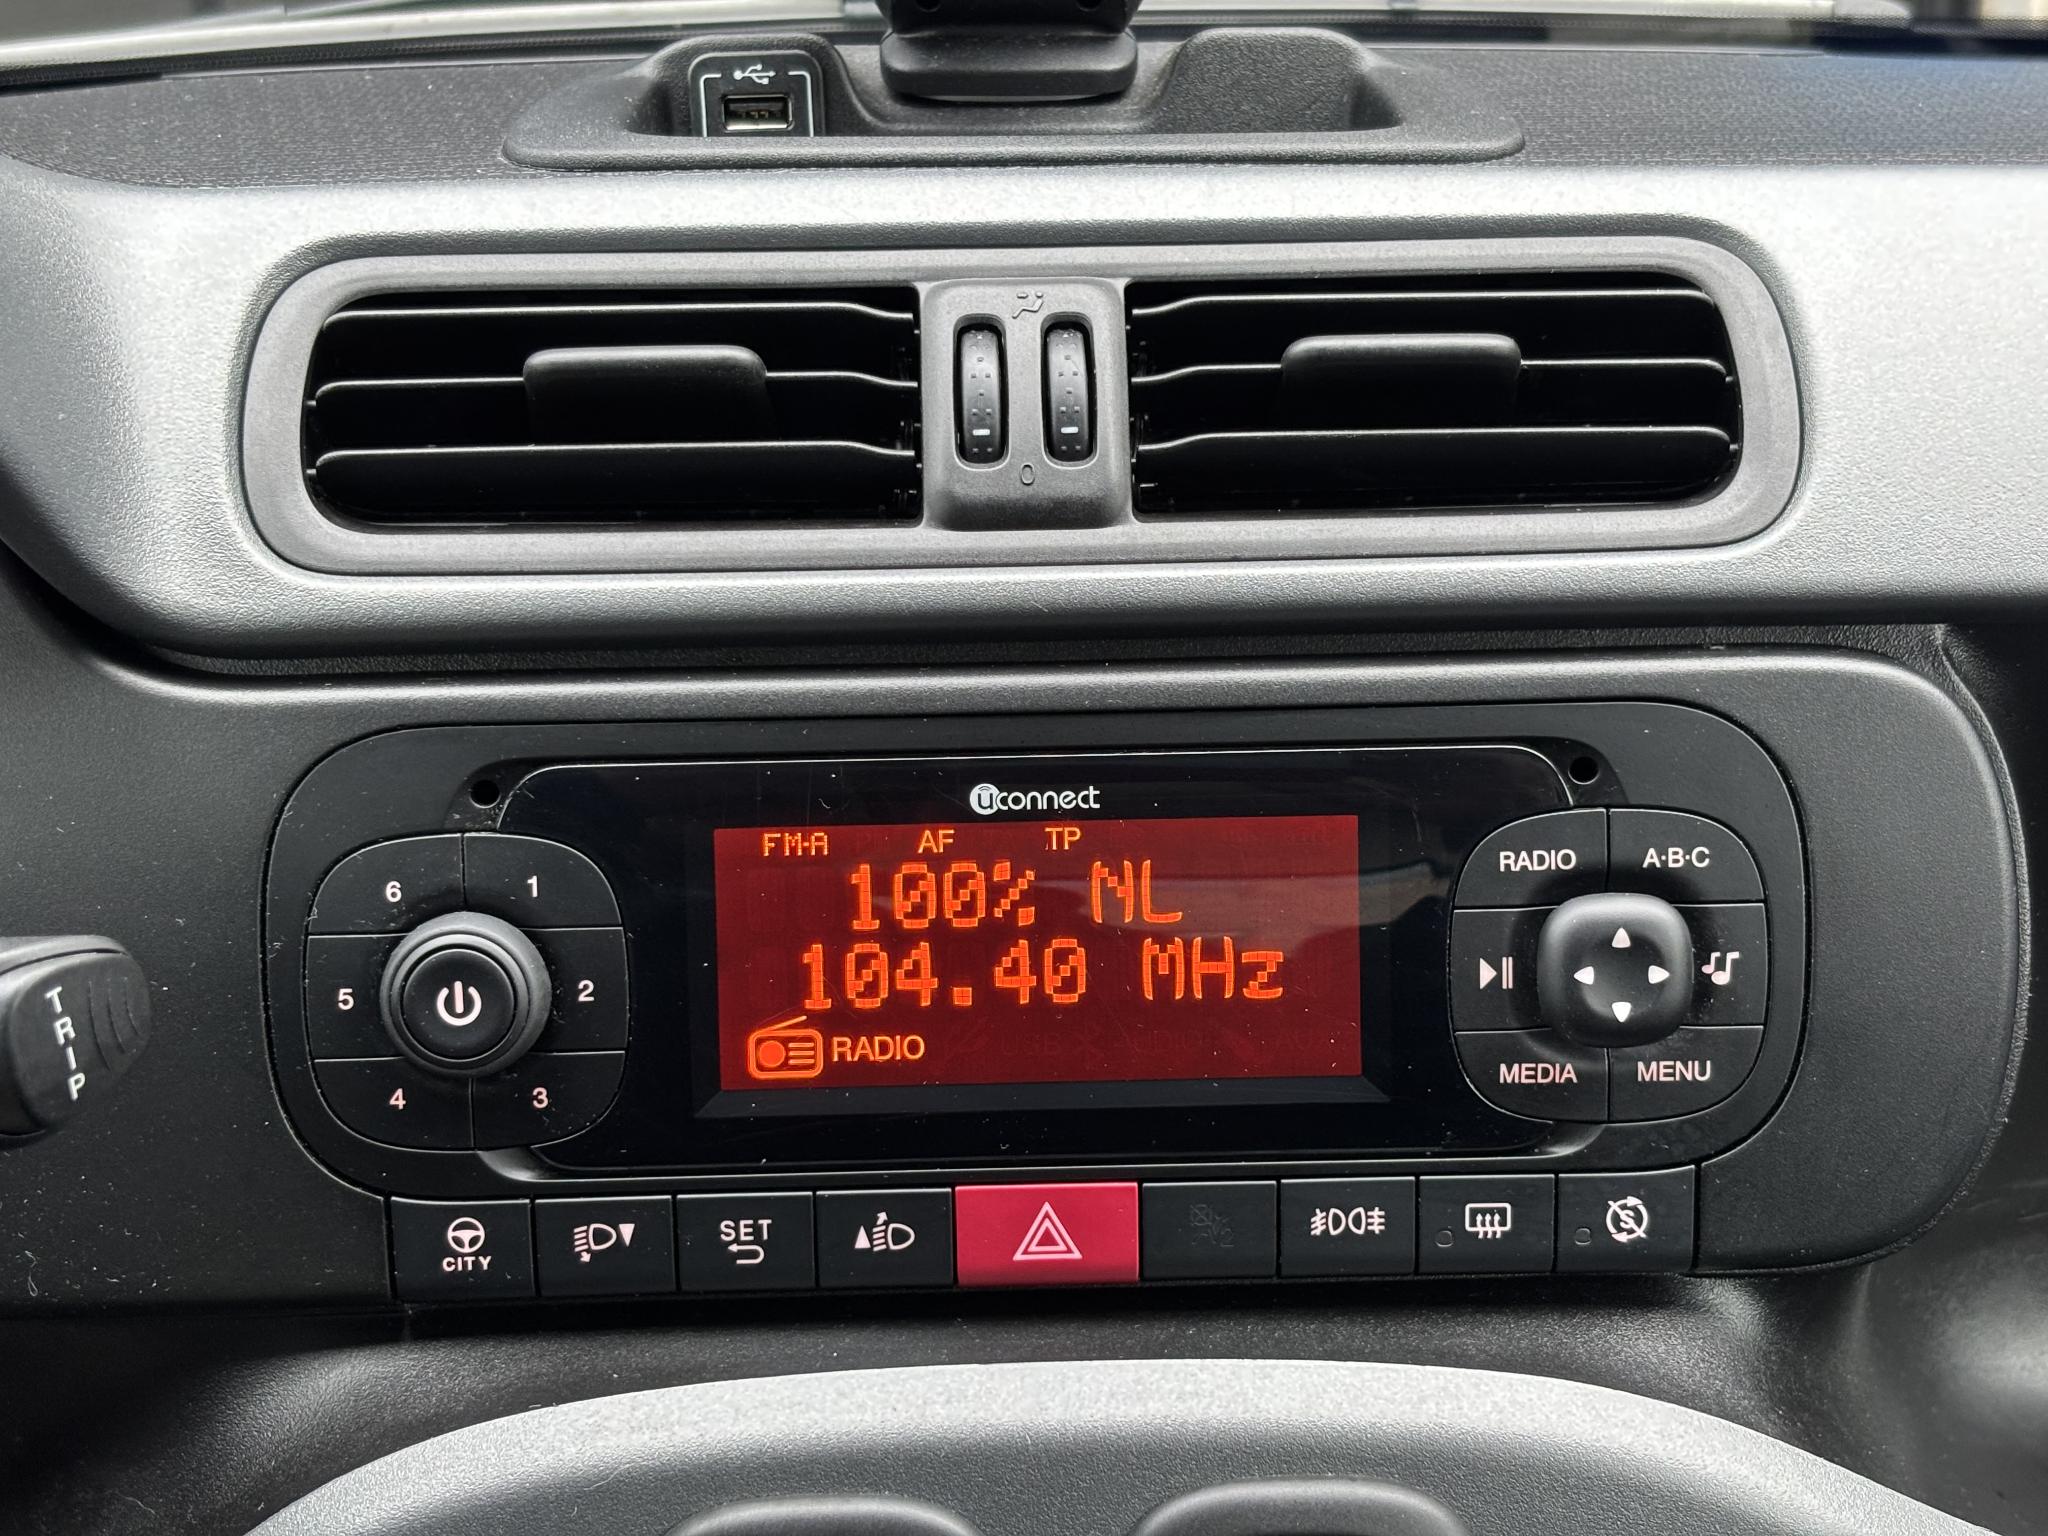 uconnect
FM-A AF TP
100% NL
104.40 MHz
RADIO
6 1
5 2
4 3
RADIO A·B·C
MEDIA MENU
TRIP
CITY
SET
0